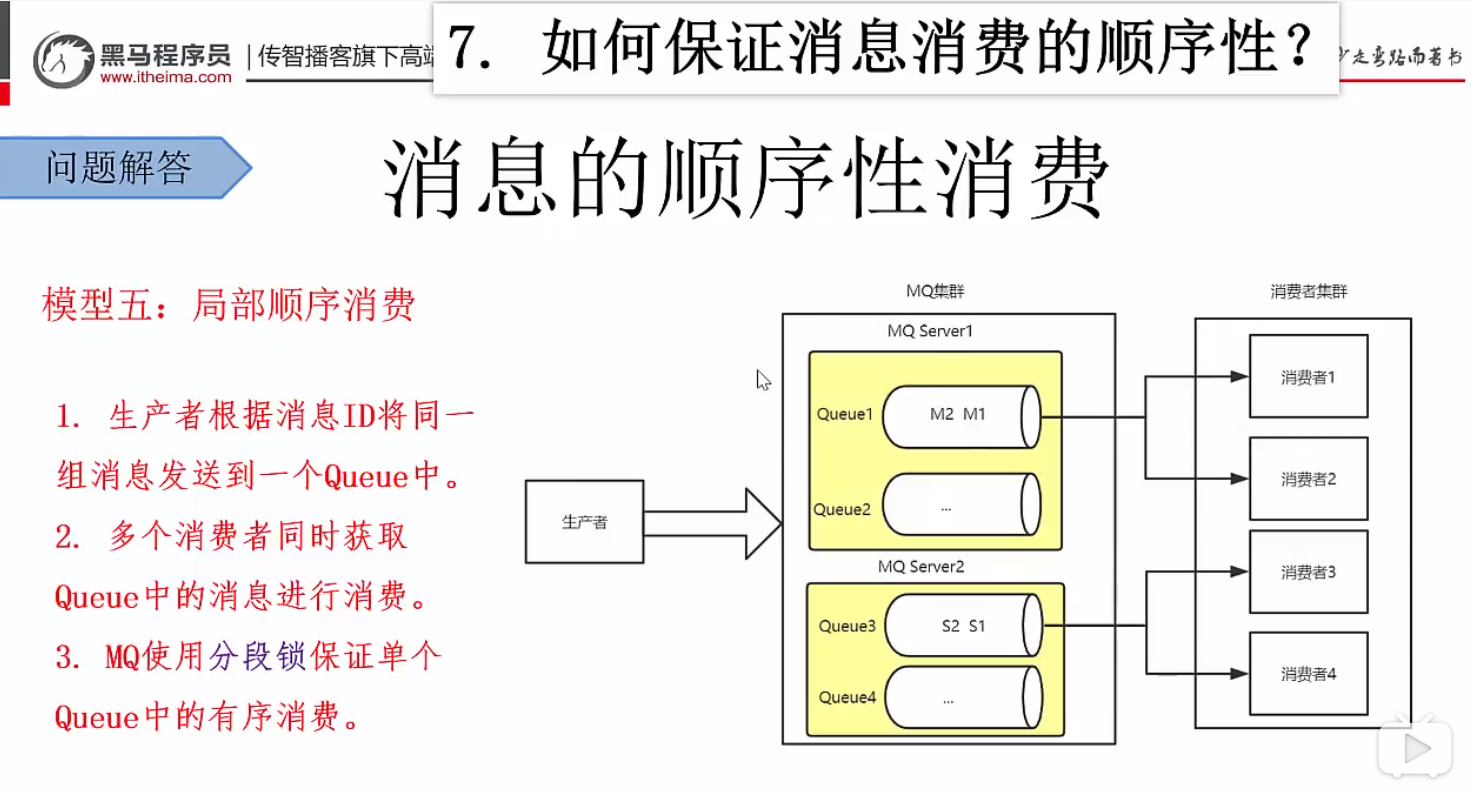 黑马程序员
www.itheima.com
传智播客旗下高端
7. 如何保证消息消费的顺序性?
少走弯路而著书
问题解答
消息的顺序性消费
模型五：局部顺序消费
1. 生产者根据消息ID将同一
组消息发送到一个Queue中。
2. 多个消费者同时获取
Queue中的消息进行消费。
3. MQ使用分段锁保证单个
Queue中的有序消费。
生产者
MQ集群
MQ Server1
Queue1
M2 M1
Queue2
...
MQ Server2
Queue3
S2 S1
Queue4
...
消费者集群
消费者1
消费者2
消费者3
消费者4